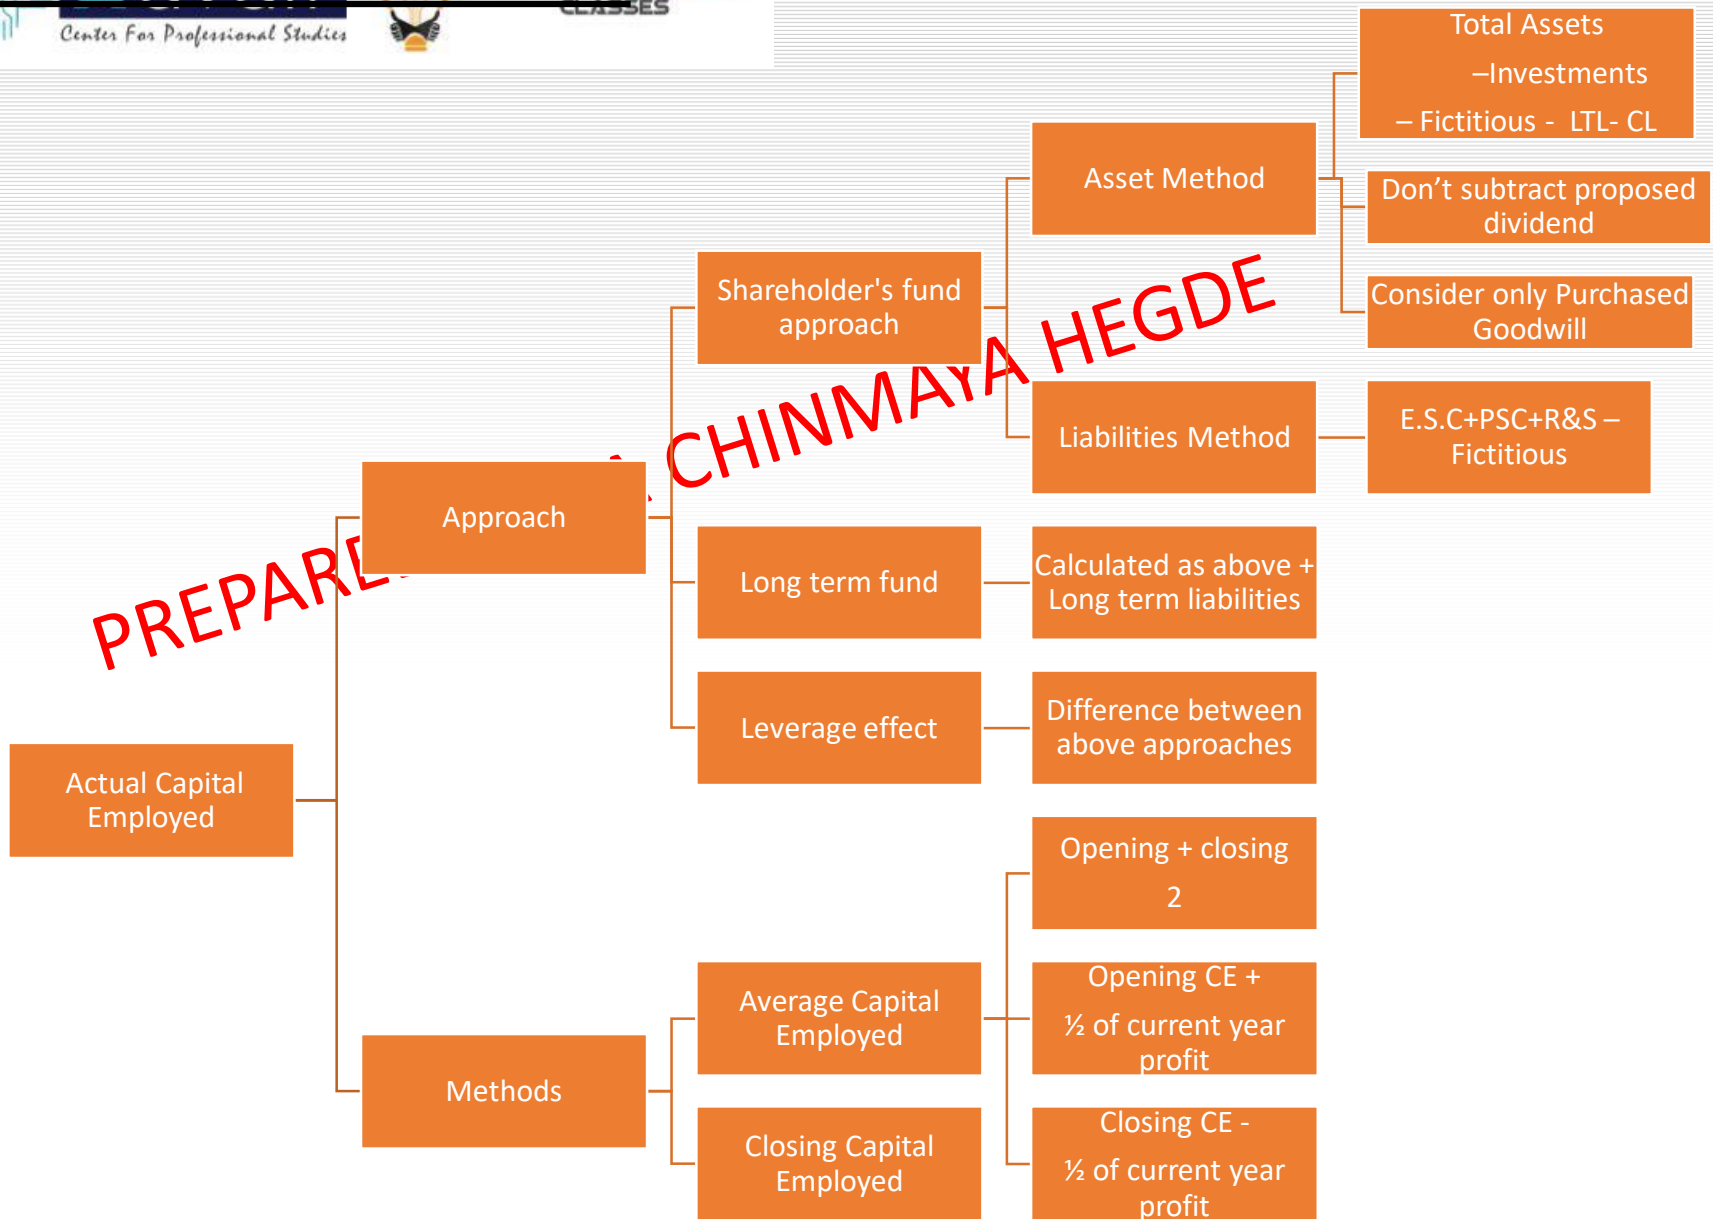 Center For Professional Studies
CLASSES
Total Assets
–Investments
– Fictitious - LTL- CL
Asset Method
Don’t subtract proposed
dividend
Shareholder's fund
approach
Consider only Purchased
Goodwill
Liabilities Method
E.S.C+PSC+R&S –
Fictitious
Approach
Long term fund
Calculated as above +
Long term liabilities
Leverage effect
Difference between
above approaches
Actual Capital
Employed
Opening + closing
2
Average Capital
Employed
Opening CE +
½ of current year
profit
Methods
Closing Capital
Employed
Closing CE -
½ of current year
profit
CHINMAYA HEGDE